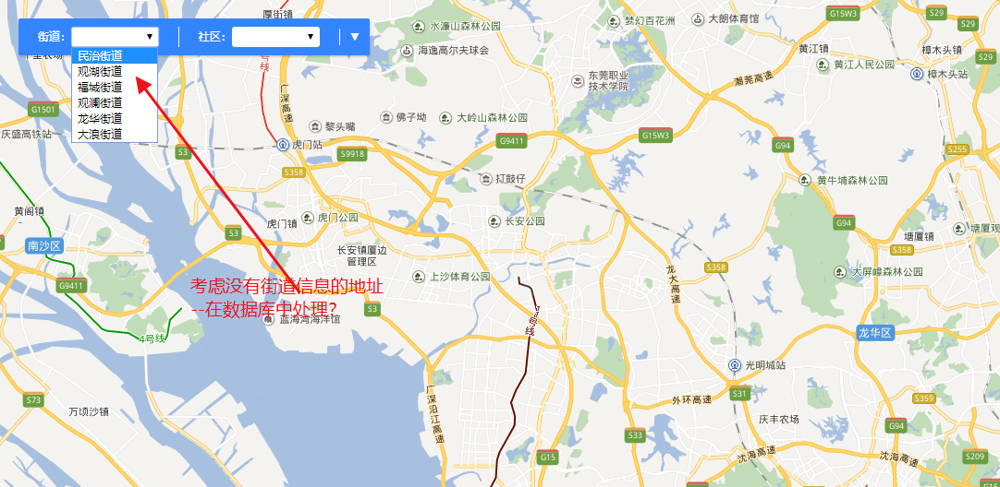 厚街镇
水濂山森林公园
梦幻百花洲
大朗体育馆
G15W3
S29
S29
街道:
社区:
海逸高尔夫球会
黄江镇
樟木头镇
S29
民治街道
观湖街道
福城街道
观澜街道
龙华街道
大浪街道
号线
黄江人民公园
樟木头站
东莞职业
技术学院
潮莞高速
广深高速
G1501
佛子坳
大岭山森林公园
黎头嘴
庆盛高铁站
S3
虎门站
S9918
G9411
G15W3
G94
S255
S358
打鼓仔
黄牛埔森林公园
黄阁镇
虎门镇
虎门公园
长安公园
G94
塘厦观
塘厦镇
S3
南沙区
长安镇厦边
管理区
S358
S358
G9411
上沙体育公园
龙大高速
大屏嶂森林公园
考虑没有街道信息的地址
--在数据库中处理?
S3
蓝海湾海洋馆
号线
4号线
龙华区
光明城站
广深沿江高速
S73
万顷沙镇
外环高速
S31
S359
庆丰农场
G94
S33
沈海高速
沈海高速
G15
S209
G15